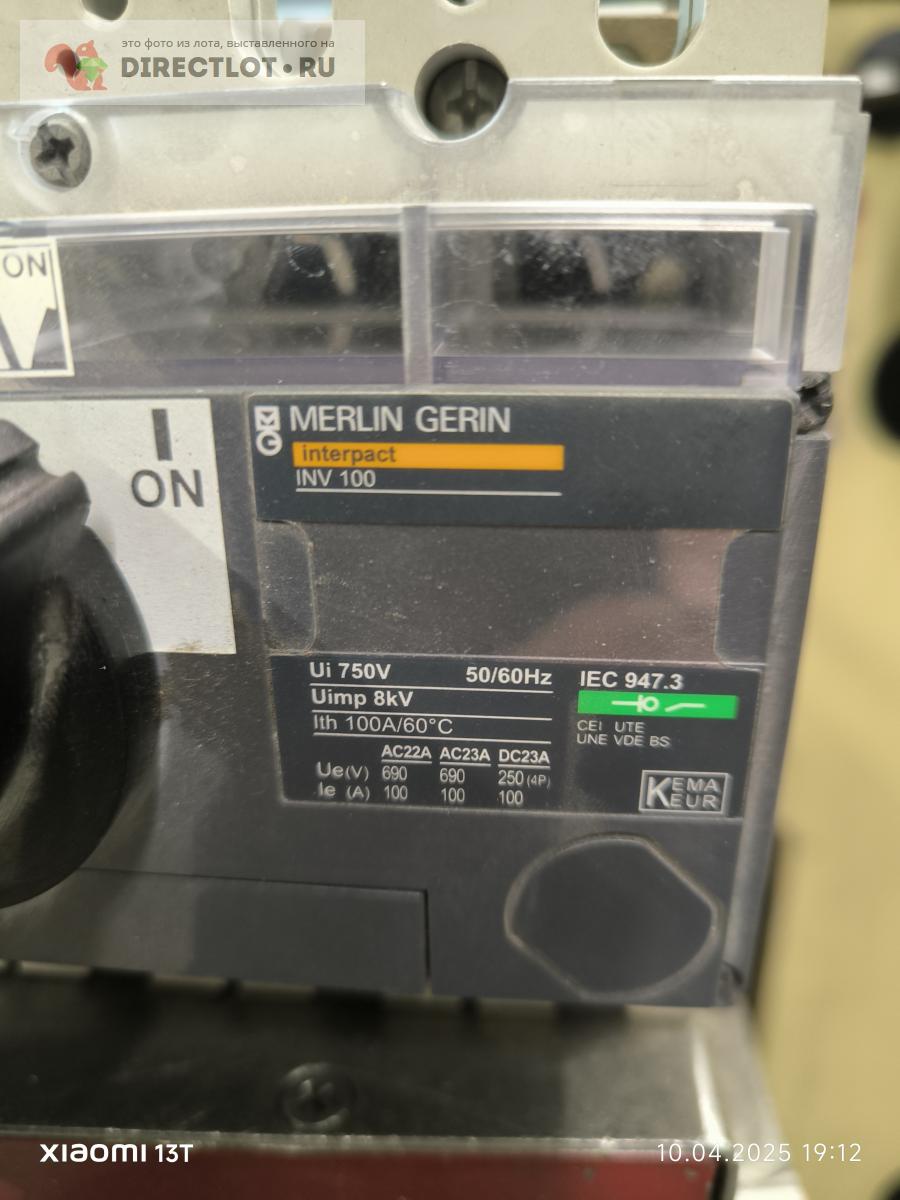 это фото из лота, выставленного на
DIRECTLOT.RU
ON
I
ON
MERLIN GERIN
interpact
INV 100
Ui 750V 50/60Hz
Uimp 8kV
Ith 100A/60°C
AC22A AC23A DC23A
Ue(V) 690 690 250 (4P)
Ie (A) 100 100 100
IEC 947.3
CEI UTE
UNE VDE BS
KEMA
KEUR
XIAOMI 13T
10.04.2025 19:12